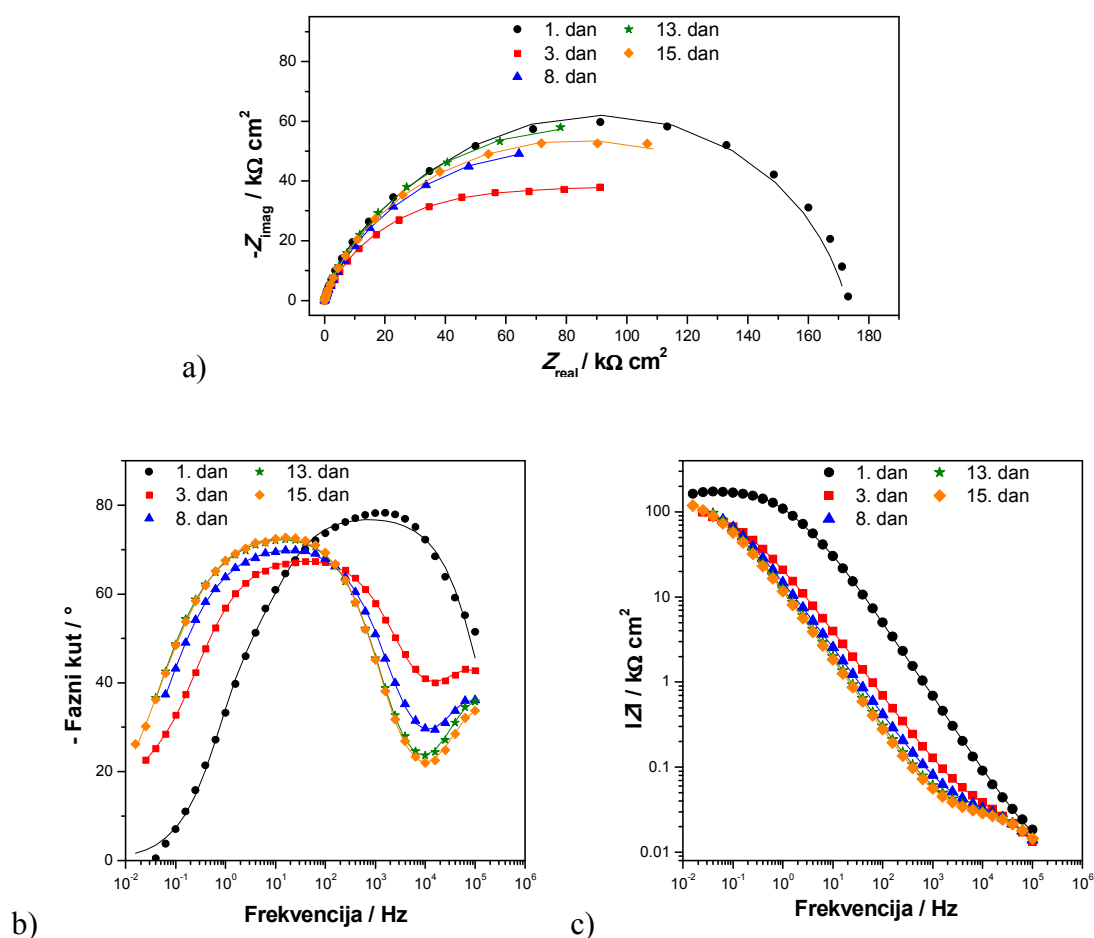 1. dan
3. dan
8. dan
13. dan
15. dan
80
60
40
20
0
-Zimag / kΩ cm²
0 20 40 60 80 100 120 140 160 180
Zreal / kΩ cm²
a)
1. dan
3. dan
8. dan
13. dan
15. dan
80
60
40
20
0
- Fazni kut / º
10⁻² 10⁻¹ 10⁰ 10¹ 10² 10³ 10⁴ 10⁵ 10⁶
Frekvencija / Hz
b)
1. dan
3. dan
8. dan
13. dan
15. dan
100
10
1
0.1
0.01
|Z| / kΩ cm²
10⁻² 10⁻¹ 10⁰ 10¹ 10² 10³ 10⁴ 10⁵ 10⁶
Frekvencija / Hz
c)